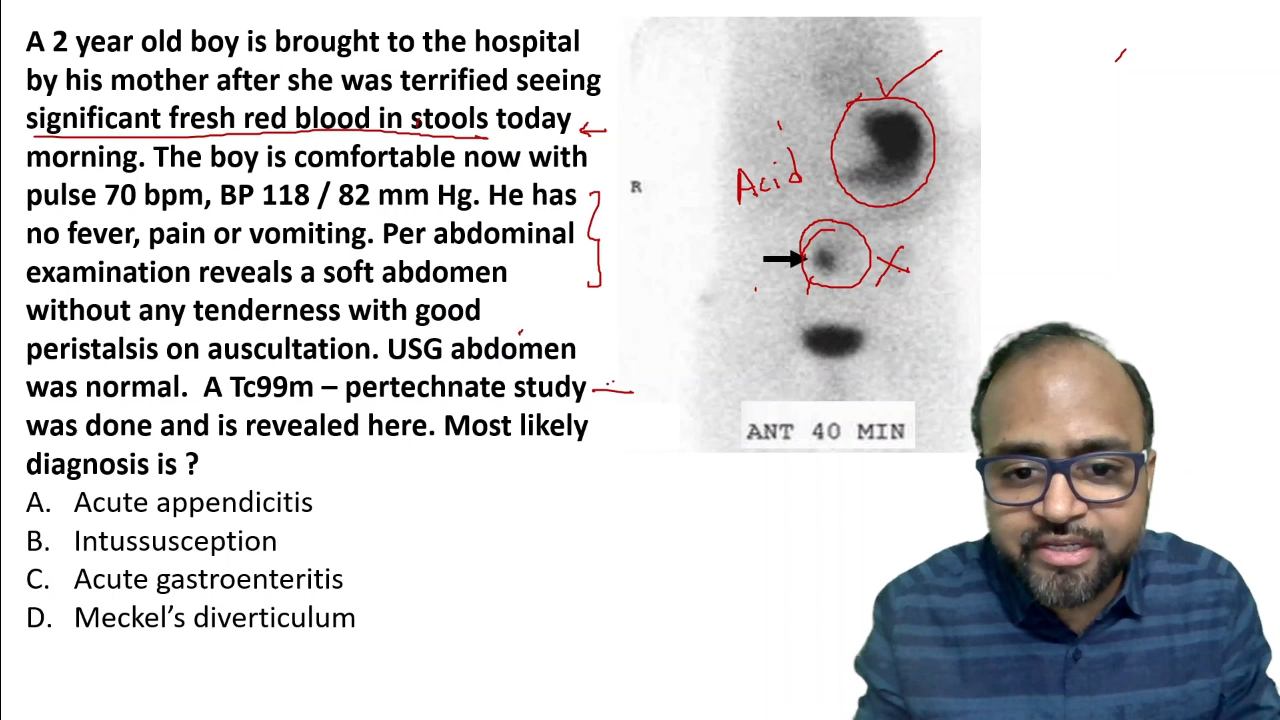 A 2 year old boy is brought to the hospital
by his mother after she was terrified seeing
significant fresh red blood in stools today
morning. The boy is comfortable now with
pulse 70 bpm, BP 118 / 82 mm Hg. He has
no fever, pain or vomiting. Per abdominal
examination reveals a soft abdomen
without any tenderness with good
peristalsis on auscultation. USG abdomen
was normal. A Tc99m – pertechnate study
was done and is revealed here. Most likely
diagnosis is ?
A. Acute appendicitis
B. Intussusception
C. Acute gastroenteritis
D. Meckel's diverticulum
R
Acid
ANT 40 MIN